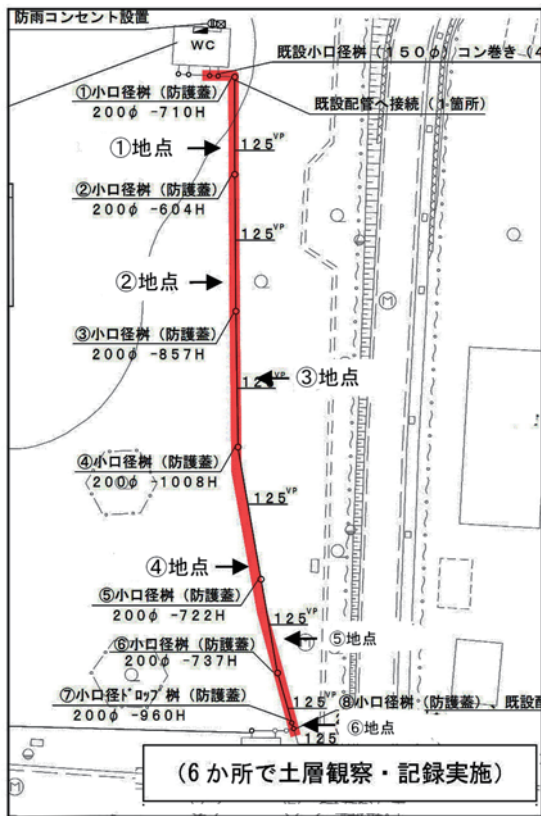 防雨コンセント設置
WC
既設小口径桝(150φ)コン巻き(4
①小口径桝(防護蓋)
200φ -710H
既設配管へ接続(1箇所)
①地点
125VP
②小口径桝(防護蓋)
200φ -604H
125VP
②地点
③小口径桝(防護蓋)
200φ -857H
③地点
125VP
④小口径桝(防護蓋)
200φ -1008H
125VP
④地点
⑤小口径桝(防護蓋)
200φ -722H
125VP
⑤地点
⑥小口径桝(防護蓋)
200φ -737H
⑦小口径ドロップ桝(防護蓋)
200φ -960H
125VP
⑧小口径桝(防護蓋)、既設
⑥地点
125
(6か所で土層観察・記録実施)
M
M
M